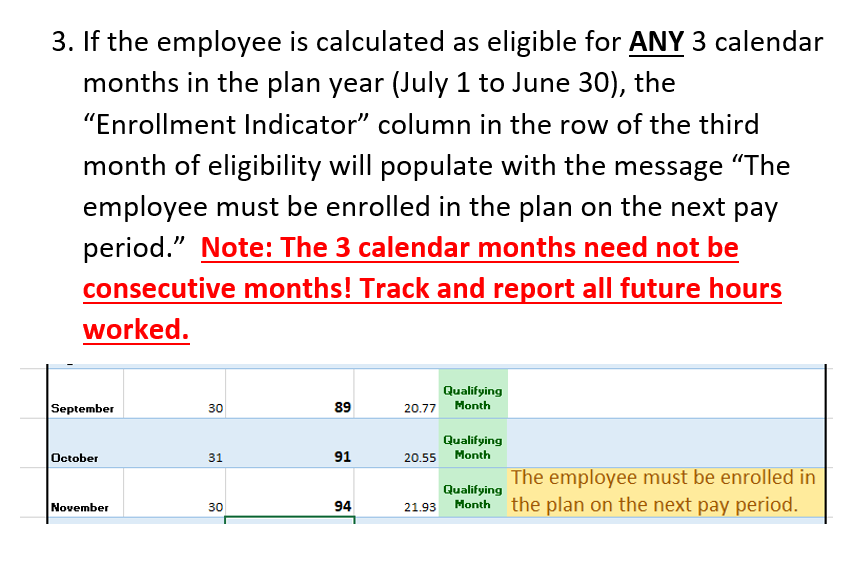 3. If the employee is calculated as eligible for ANY 3 calendar
months in the plan year (July 1 to June 30), the
“Enrollment Indicator” column in the row of the third
month of eligibility will populate with the message “The
employee must be enrolled in the plan on the next pay
period.” Note: The 3 calendar months need not be
consecutive months! Track and report all future hours
worked.
September 30 89 20.77 Qualifying Month
October 31 91 20.55 Qualifying Month
November 30 94 21.93 Qualifying Month
The employee must be enrolled in
the plan on the next pay period.